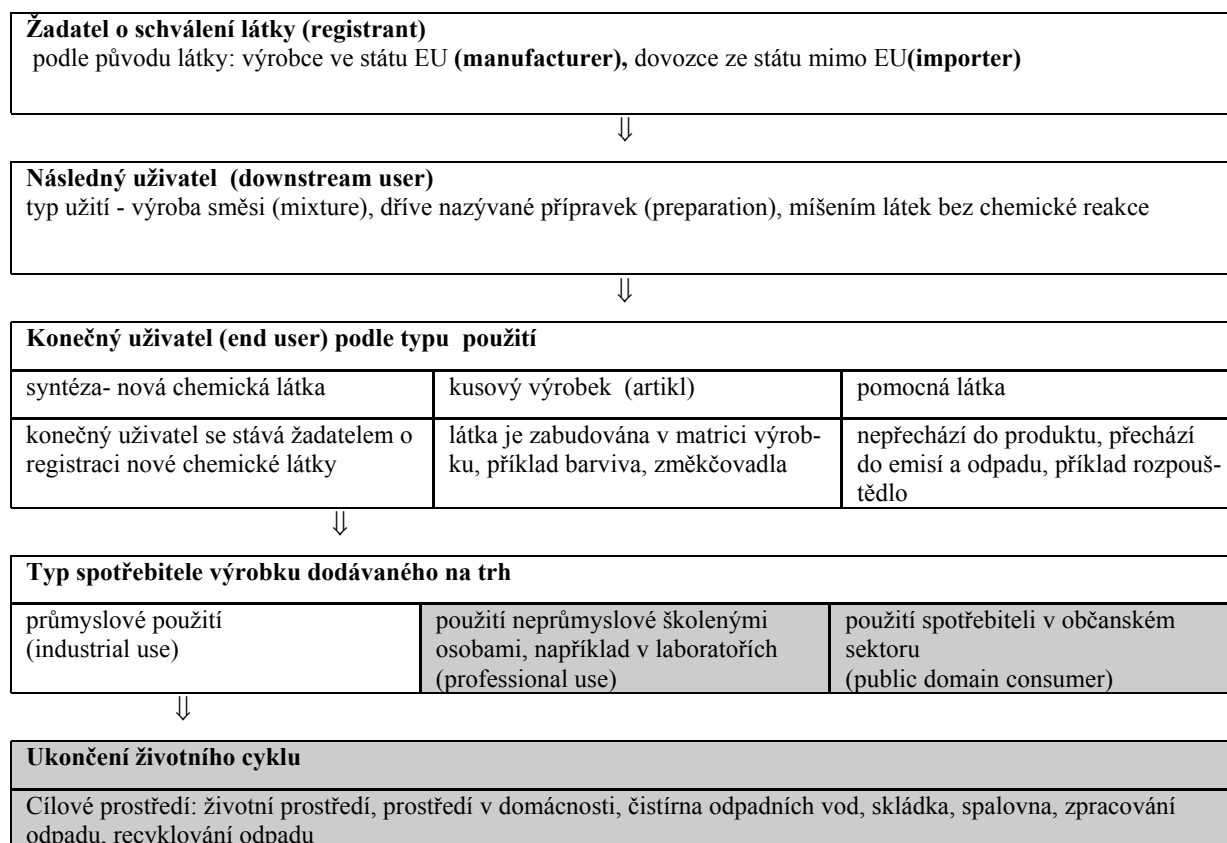 Žadatel o schválení látky (registrant)
podle původu látky: výrobce ve státu EU (manufacturer), dovozce ze státu mimo EU(importer)
⇓
Následný uživatel (downstream user)
typ užití - výroba směsi (mixture), dříve nazývané přípravek (preparation), míšením látek bez chemické reakce
⇓
Konečný uživatel (end user) podle typu použití
syntéza- nová chemická látka
kusový výrobek (artikl)
pomocná látka
konečný uživatel se stává žadatelem o
registraci nové chemické látky
látka je zabudována v matrici výrob-
ku, příklad barviva, změkčovadla
nepřechází do produktu, přechází
do emisí a odpadu, příklad rozpouš-
tědlo
⇓
Typ spotřebitele výrobku dodávaného na trh
průmyslové použití
(industrial use)
použití neprůmyslové školenými
osobami, například v laboratořích
(professional use)
použití spotřebiteli v občanském
sektoru
(public domain consumer)
⇓
Ukončení životního cyklu
Cílové prostředí: životní prostředí, prostředí v domácnosti, čistírna odpadních vod, skládka, spalovna, zpracování
odpadu, recyklování odpadu